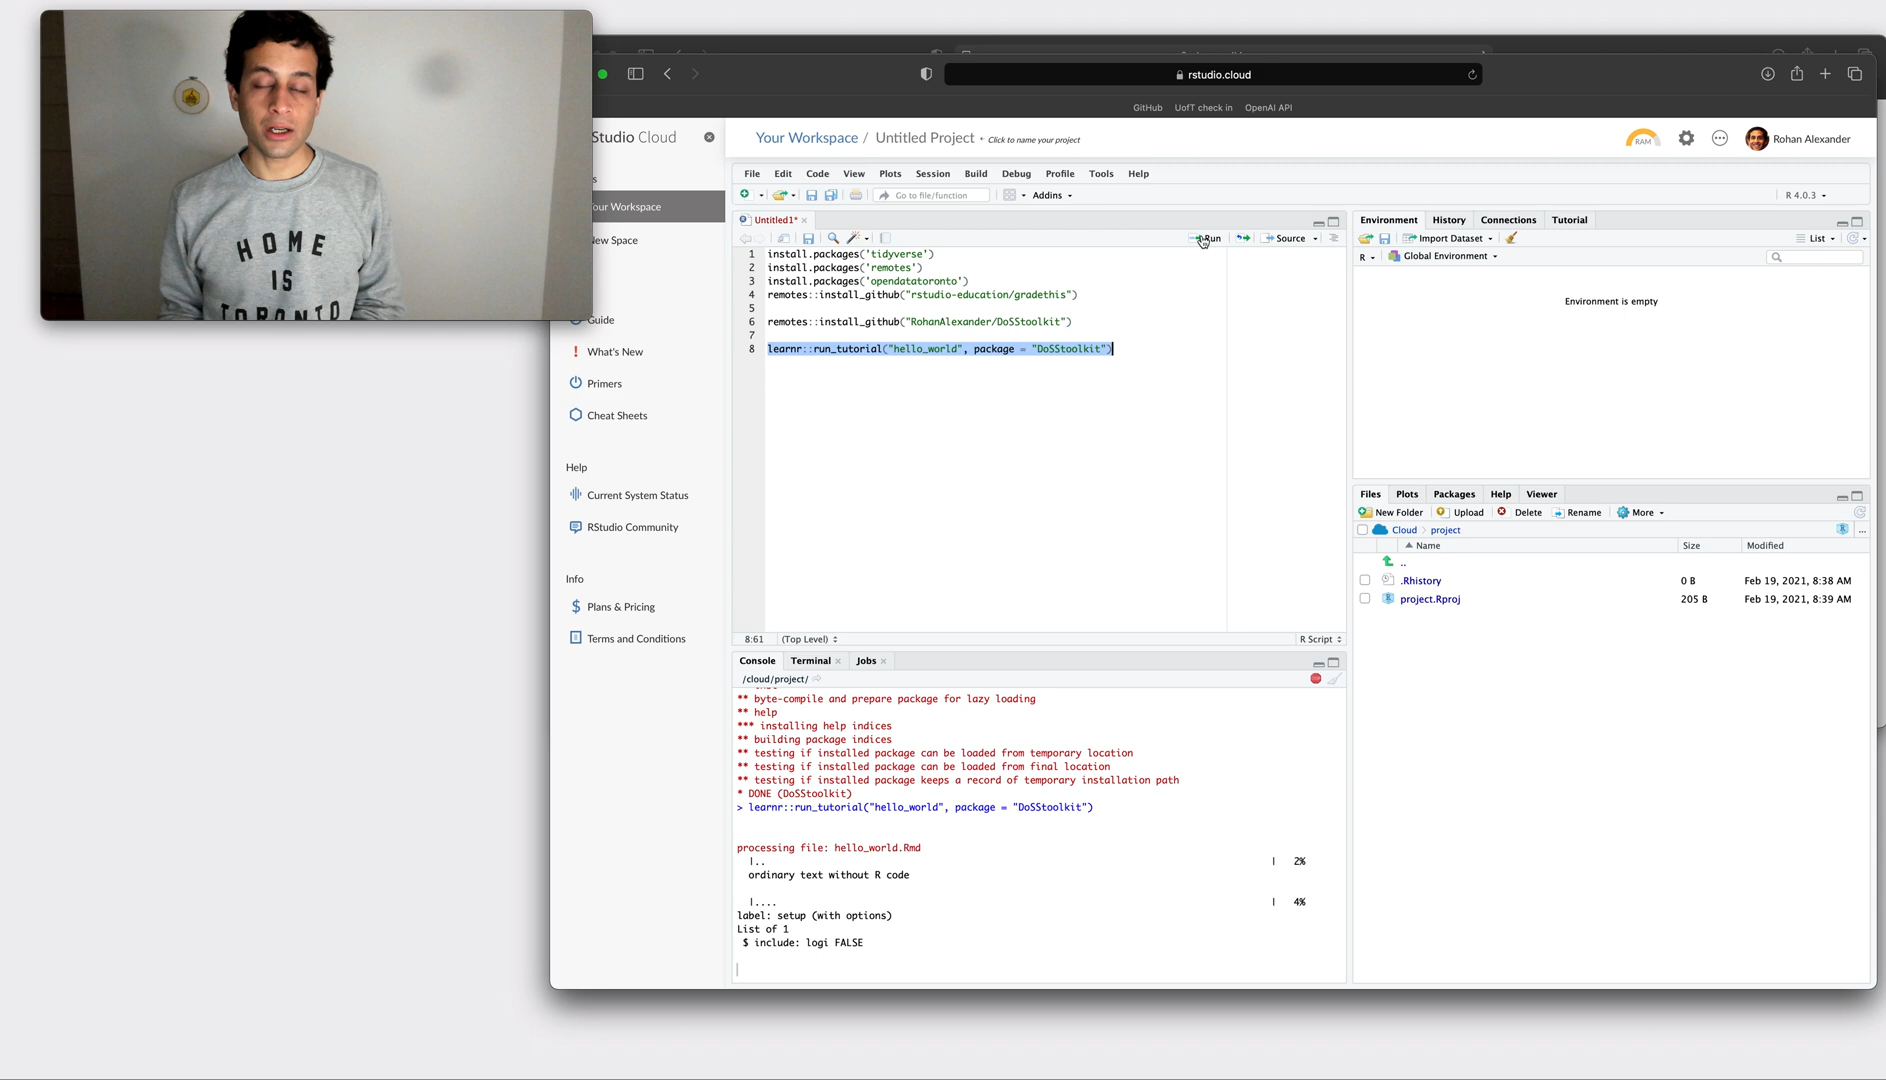 HOME
IS
TORONTO
rstudio.cloud
GitHub UofT check in OpenAI API
Studio Cloud
Your Workspace / Untitled Project • Click to name your project
RAM
Rohan Alexander
s
our Workspace
New Space
Guide
What's New
Primers
Cheat Sheets
Help
Current System Status
RStudio Community
Info
Plans & Pricing
Terms and Conditions
File Edit Code View Plots Session Build Debug Profile Tools Help
Go to file/function
Addins
R 4.0.3
Untitled1*
Run
Source
1 install.packages('tidyverse')
2 install.packages('remotes')
3 install.packages('opendatatoronto')
4 remotes::install_github("rstudio-education/gradethis")
5
6 remotes::install_github("RohanAlexander/DoSStoolkit")
7
8 learnr::run_tutorial("hello_world", package = "DoSStoolkit")
8:61 (Top Level) R Script
Console Terminal Jobs
/cloud/project/
** byte-compile and prepare package for lazy loading
** help
*** installing help indices
** building package indices
** testing if installed package can be loaded from temporary location
** testing if installed package can be loaded from final location
** testing if installed package keeps a record of temporary installation path
* DONE (DoSStoolkit)
> learnr::run_tutorial("hello_world", package = "DoSStoolkit")
processing file: hello_world.Rmd
|.. | 2%
ordinary text without R code
|.... | 4%
label: setup (with options)
List of 1
$ include: logi FALSE
Environment History Connections Tutorial
Import Dataset
List
R
Global Environment
Environment is empty
Files Plots Packages Help Viewer
New Folder Upload Delete Rename More
Cloud > project
...
Name Size Modified
..
.Rhistory 0 B Feb 19, 2021, 8:38 AM
project.Rproj 205 B Feb 19, 2021, 8:39 AM